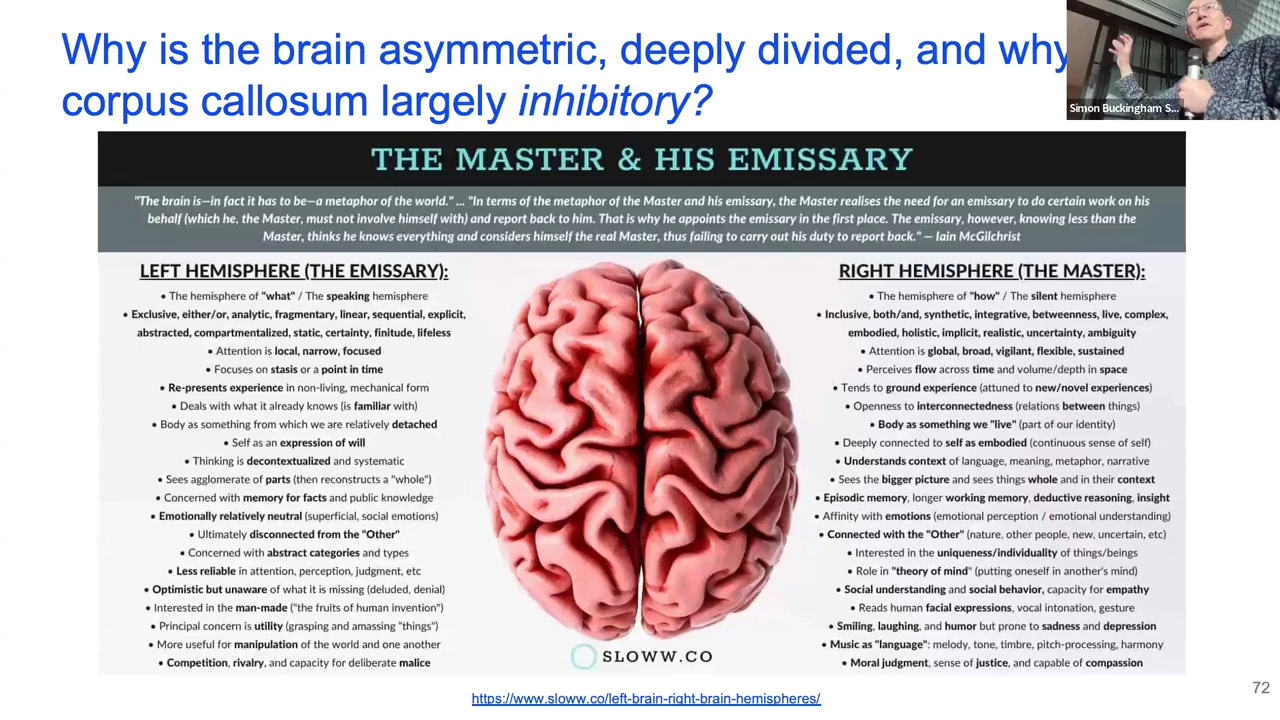 Why is the brain asymmetric, deeply divided, and why
corpus callosum largely inhibitory?
Simon Buckingham S...
THE MASTER & HIS EMISSARY
"The brain is—in fact it has to be—a metaphor of the world." ... "In terms of the metaphor of the Master and his emissary, the Master realises the need for an emissary to do certain work on his
behalf (which he, the Master, must not involve himself with) and report back to him. That is why he appoints the emissary in the first place. The emissary, however, knowing less than the
Master, thinks he knows everything and considers himself the real Master, thus failing to carry out his duty to report back." — Iain McGilchrist
LEFT HEMISPHERE (THE EMISSARY):
• The hemisphere of "what" / The speaking hemisphere
• Exclusive, either/or, analytic, fragmentary, linear, sequential, explicit,
abstracted, compartmentalized, static, certainty, finitude, lifeless
• Attention is local, narrow, focused
• Focuses on stasis or a point in time
• Re-presents experience in non-living, mechanical form
• Deals with what it already knows (is familiar with)
• Body as something from which we are relatively detached
• Self as an expression of will
• Thinking is decontextualized and systematic
• Sees agglomerate of parts (then reconstructs a "whole")
• Concerned with memory for facts and public knowledge
• Emotionally relatively neutral (superficial, social emotions)
• Ultimately disconnected from the "Other"
• Concerned with abstract categories and types
• Less reliable in attention, perception, judgment, etc
• Optimistic but unaware of what it is missing (deluded, denial)
• Interested in the man-made ("the fruits of human invention")
• Principal concern is utility (grasping and amassing "things")
• More useful for manipulation of the world and one another
• Competition, rivalry, and capacity for deliberate malice
RIGHT HEMISPHERE (THE MASTER):
• The hemisphere of "how" / The silent hemisphere
• Inclusive, both/and, synthetic, integrative, betweenness, live, complex,
embodied, holistic, implicit, realistic, uncertainty, ambiguity
• Attention is global, broad, vigilant, flexible, sustained
• Perceives flow across time and volume/depth in space
• Tends to ground experience (attuned to new/novel experiences)
• Openness to interconnectedness (relations between things)
• Body as something we "live" (part of our identity)
• Deeply connected to self as embodied (continuous sense of self)
• Understands context of language, meaning, metaphor, narrative
• Sees the bigger picture and sees things whole and in their context
• Episodic memory, longer working memory, deductive reasoning, insight
• Affinity with emotions (emotional perception / emotional understanding)
• Connected with the "Other" (nature, other people, new, uncertain, etc)
• Interested in the uniqueness/individuality of things/beings
• Role in "theory of mind" (putting oneself in another's mind)
• Social understanding and social behavior, capacity for empathy
• Reads human facial expressions, vocal intonation, gesture
• Smiling, laughing, and humor but prone to sadness and depression
• Music as "language": melody, tone, timbre, pitch-processing, harmony
• Moral judgment, sense of justice, and capable of compassion
SLOWW.CO
https://www.sloww.co/left-brain-right-brain-hemispheres/
72